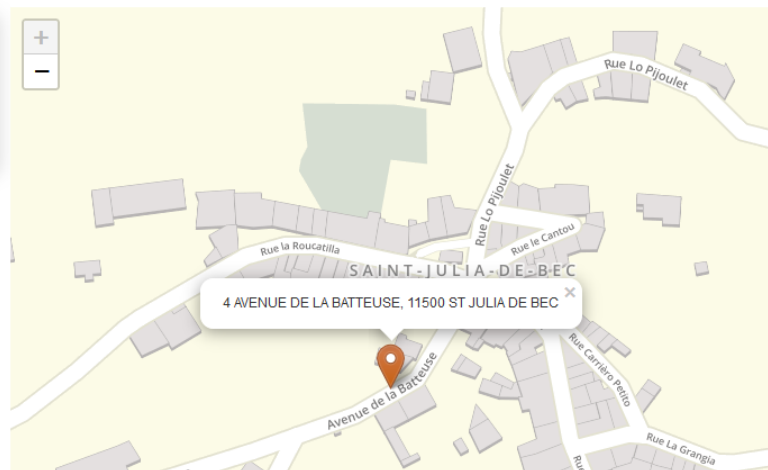 +
−
Rue Lo Pijoulet
Rue Lo Pijoulet
Rue le Cantou
Rue la Roucatilla
SAINT-JULIA-DE-BEC
×
4 AVENUE DE LA BATTEUSE, 11500 ST JULIA DE BEC
Rue Carrièro Petito
Avenue de la Batteuse
Rue La Grangia